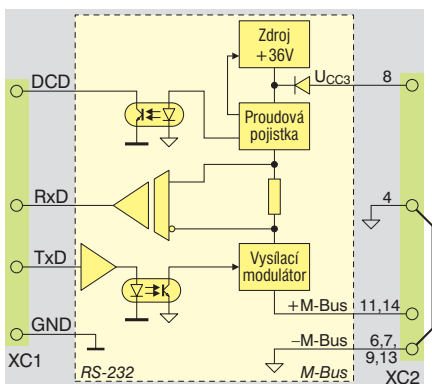 Zdroj
+36V
DCD
UCC3
8
Proudová
pojistka
RxD
4
TxD
Vysílací
modulátor
+M-Bus
11,14
GND
−M-Bus
6,7,
9,13
XC1
RS-232
M-Bus
XC2